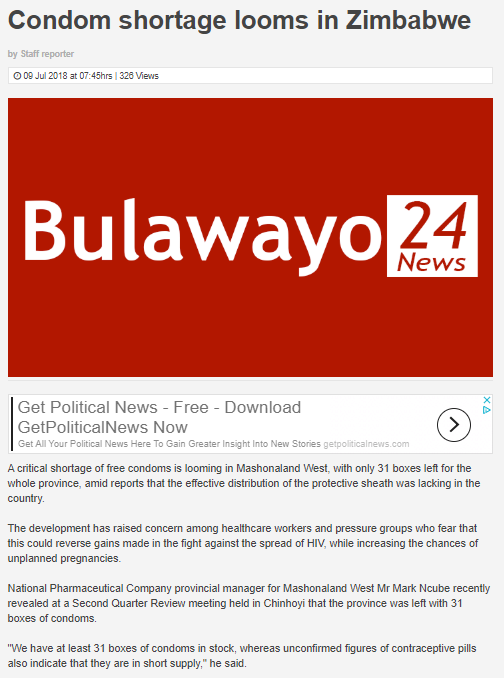 Condom shortage looms in Zimbabwe
by Staff reporter
09 Jul 2018 at 07:45hrs | 326 Views
Bulawayo 24
News
Get Political News - Free - Download
GetPoliticalNews Now
Get All Your Political News Here To Gain Greater Insight Into New Stories getpoliticalnews.com
A critical shortage of free condoms is looming in Mashonaland West, with only 31 boxes left for the
whole province, amid reports that the effective distribution of the protective sheath was lacking in the
country.
The development has raised concern among healthcare workers and pressure groups who fear that
this could reverse gains made in the fight against the spread of HIV, while increasing the chances of
unplanned pregnancies.
National Pharmaceutical Company provincial manager for Mashonaland West Mr Mark Ncube recently
revealed at a Second Quarter Review meeting held in Chinhoyi that the province was left with 31
boxes of condoms.
"We have at least 31 boxes of condoms in stock, whereas unconfirmed figures of contraceptive pills
also indicate that they are in short supply," he said.